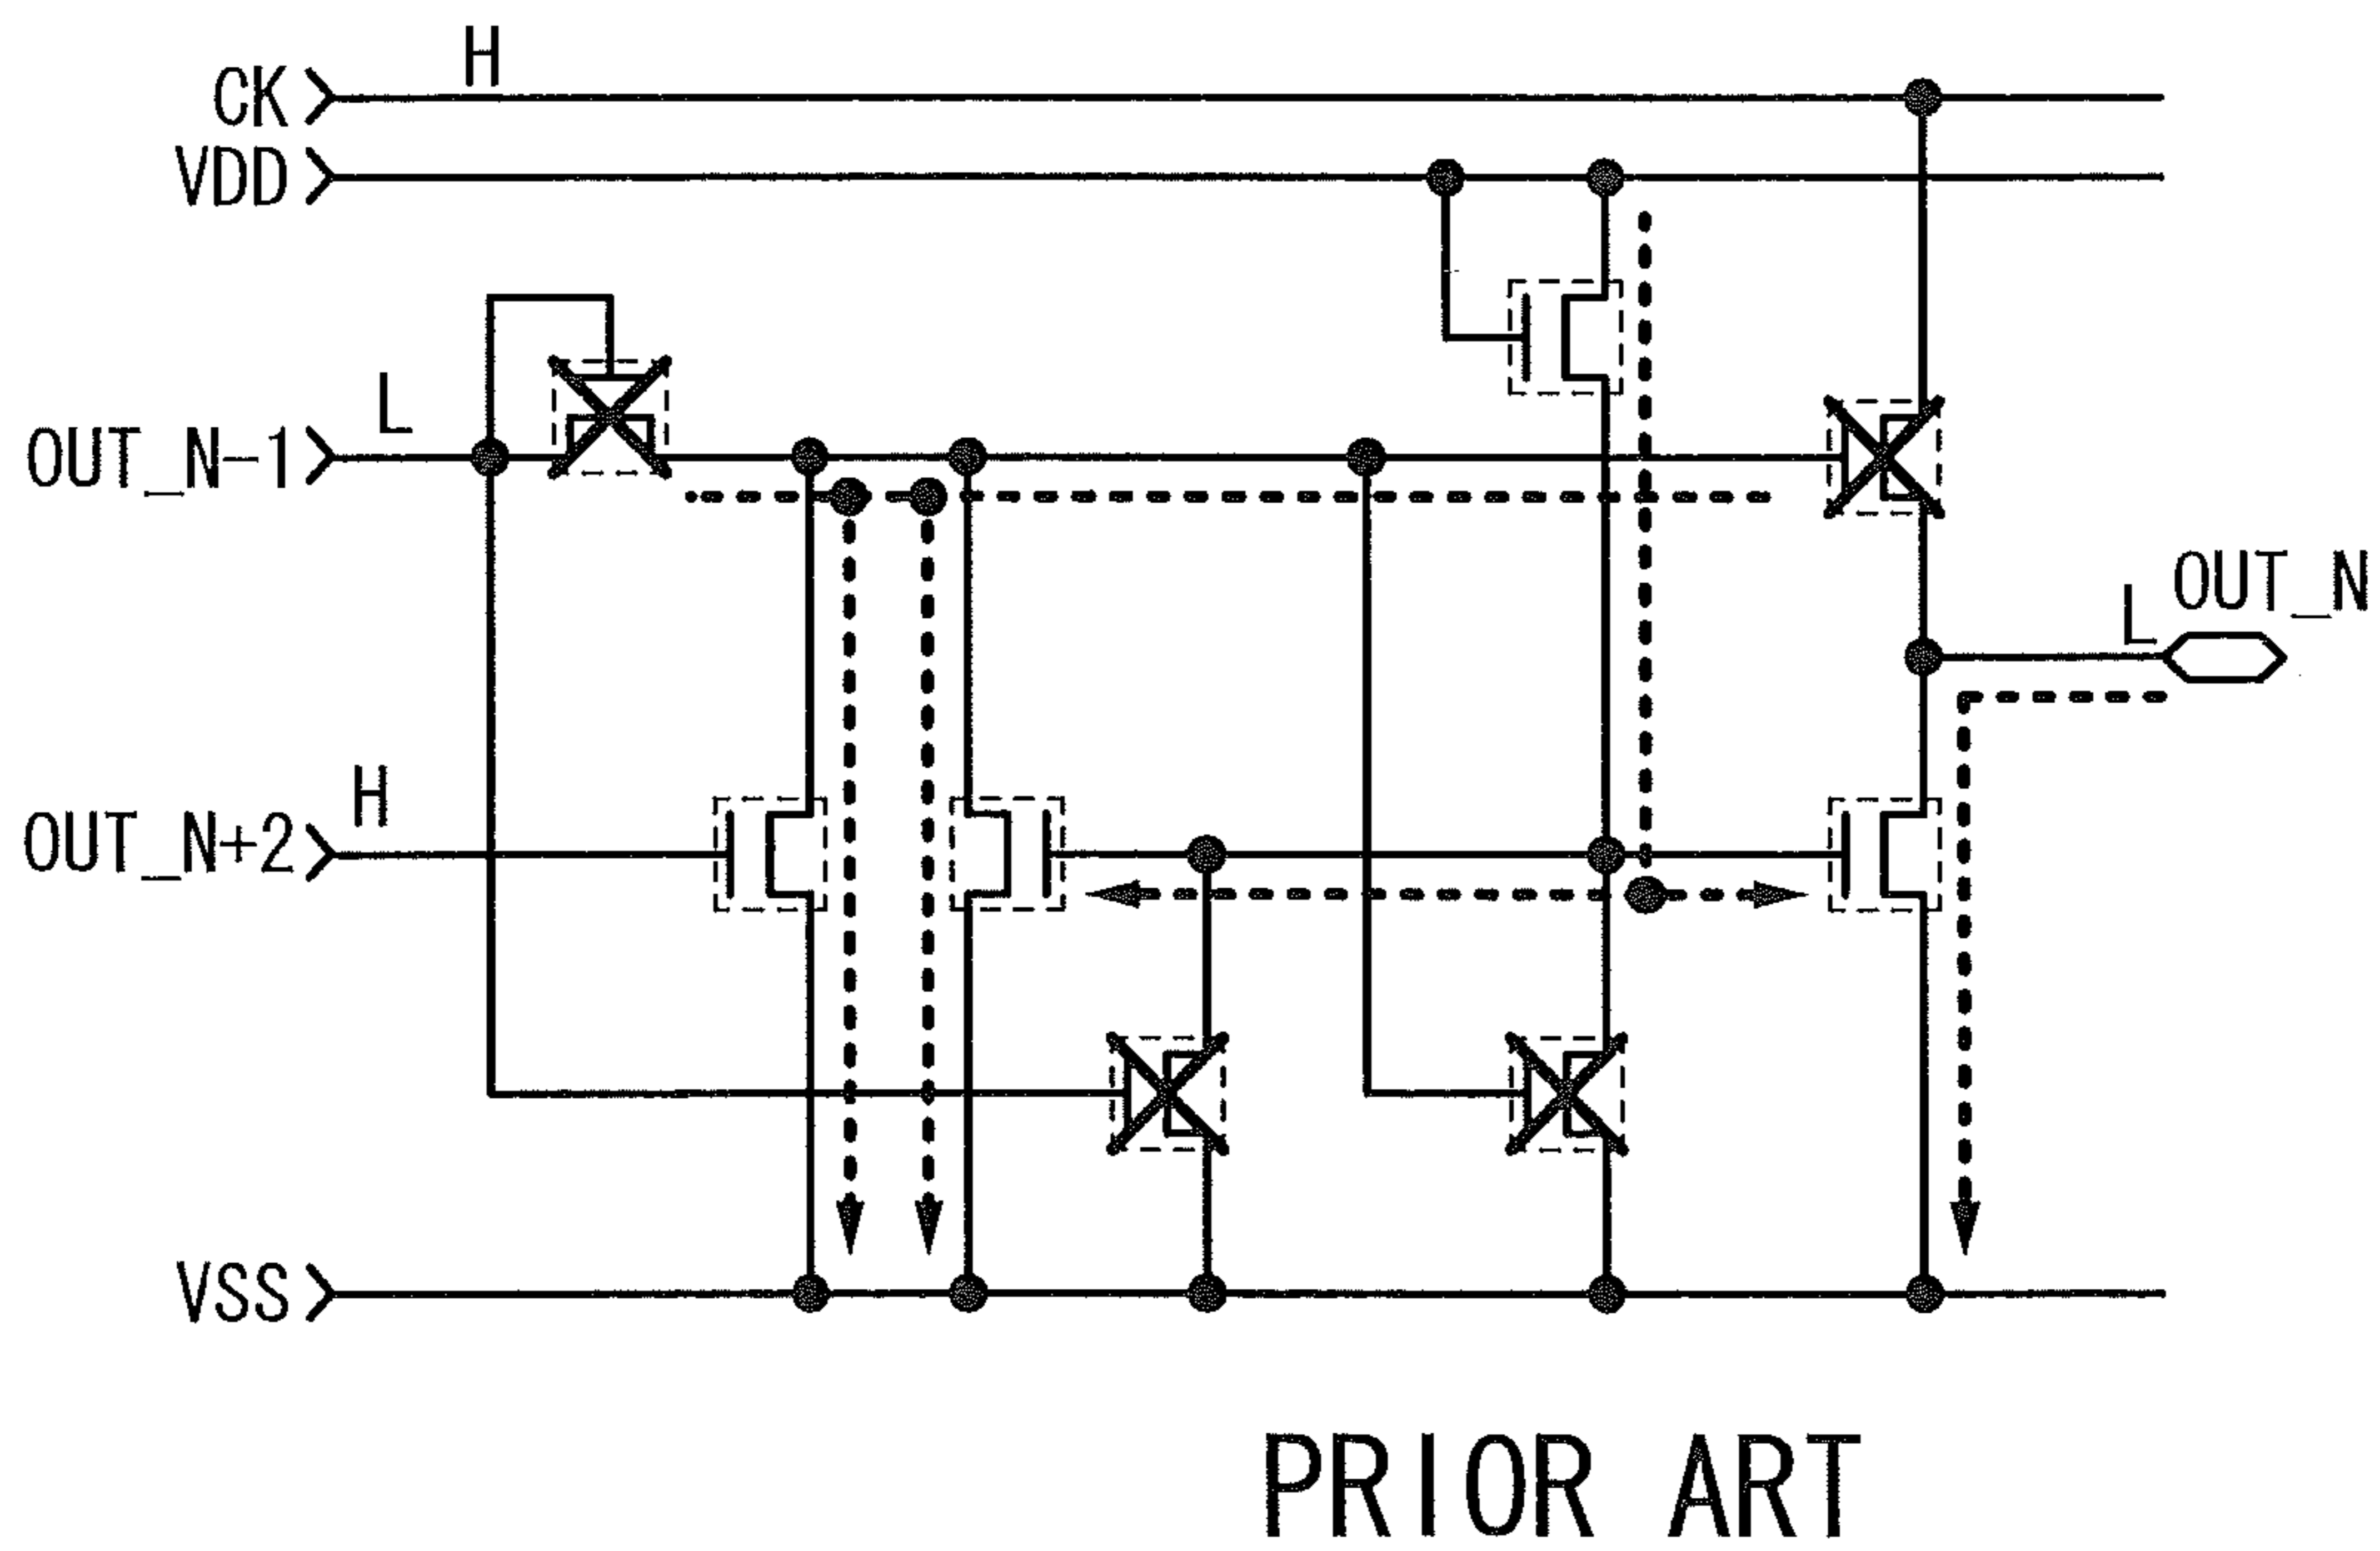 H
CK
VDD
L
OUT_N-1
OUT_N
L
H
OUT_N+2
VSS
PRIOR ART